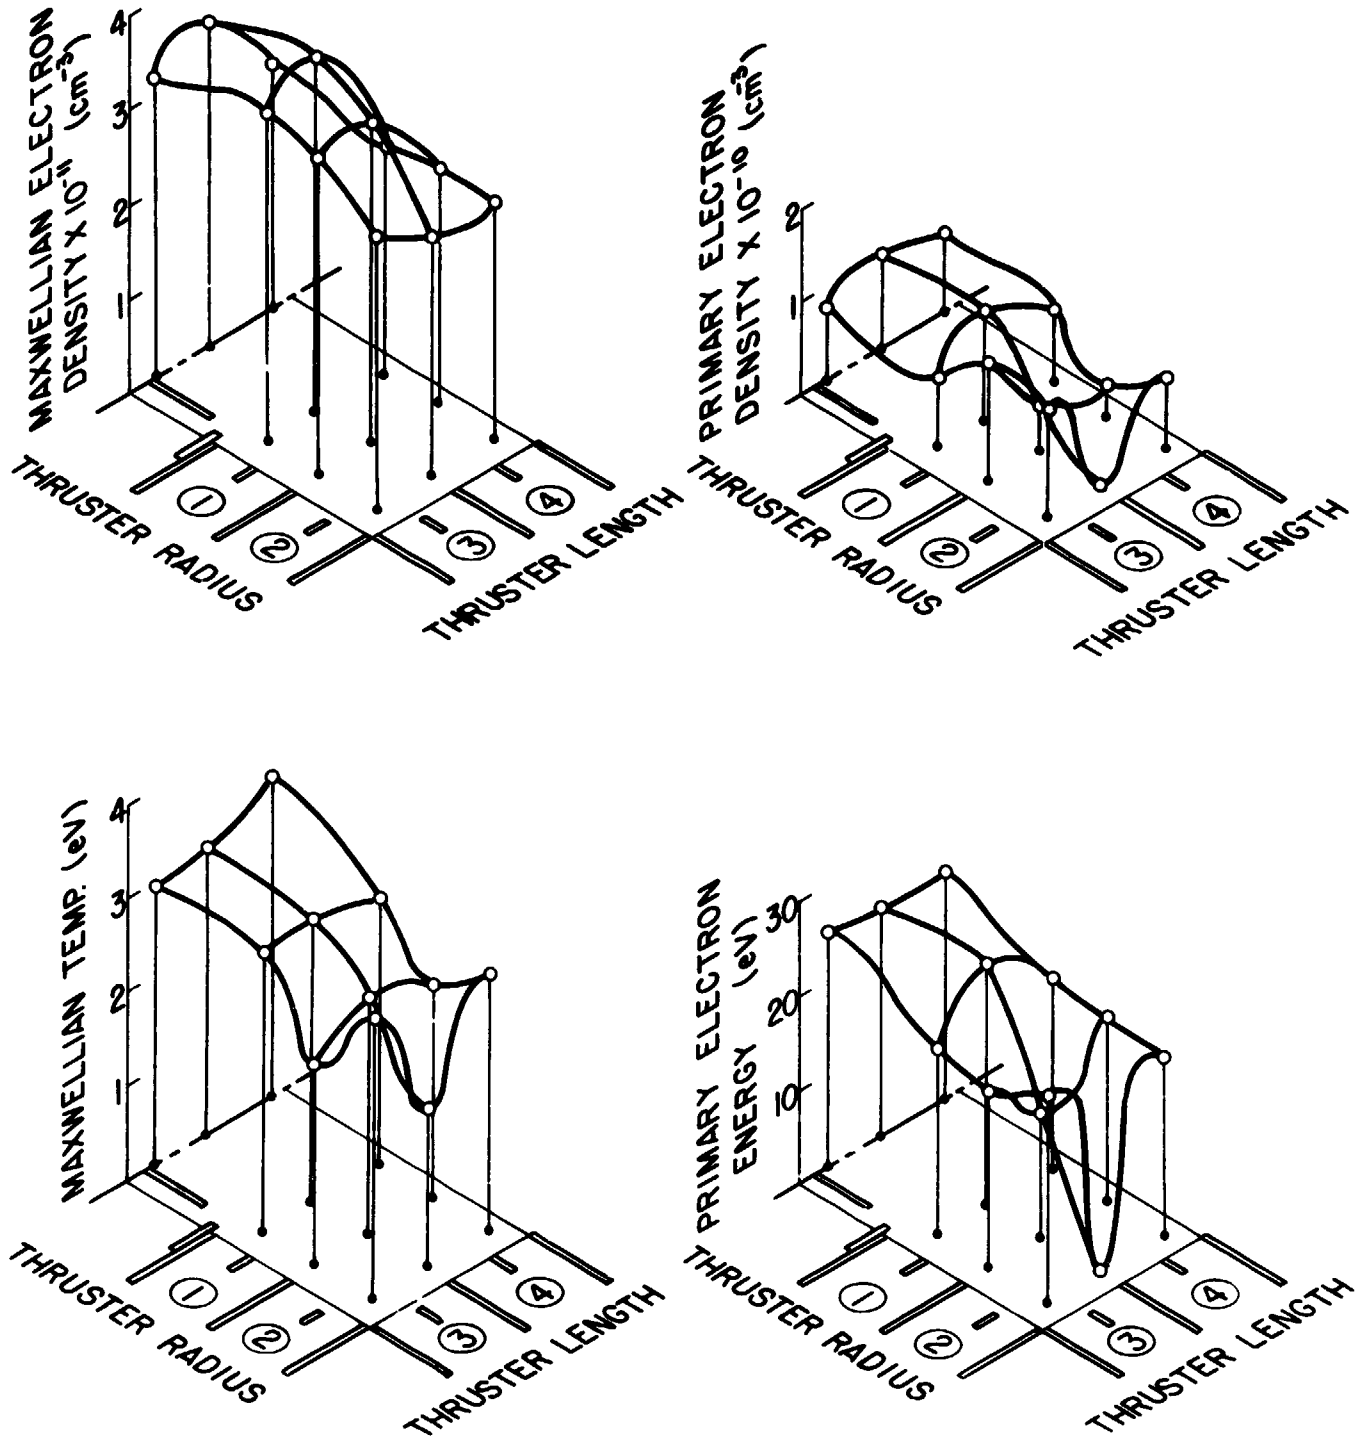 MAXWELLIAN ELECTRON
DENSITY X 10⁻¹¹ (cm⁻³)
4
3
2
1
THRUSTER RADIUS
① ② ③ ④
THRUSTER LENGTH
PRIMARY ELECTRON
DENSITY X 10⁻¹⁰ (cm⁻³)
2
1
THRUSTER RADIUS
① ② ③ ④
THRUSTER LENGTH
MAXWELLIAN TEMP. (eV)
4
3
2
1
THRUSTER RADIUS
① ② ③ ④
THRUSTER LENGTH
PRIMARY ELECTRON
ENERGY (eV)
30
20
10
THRUSTER RADIUS
① ② ③ ④
THRUSTER LENGTH